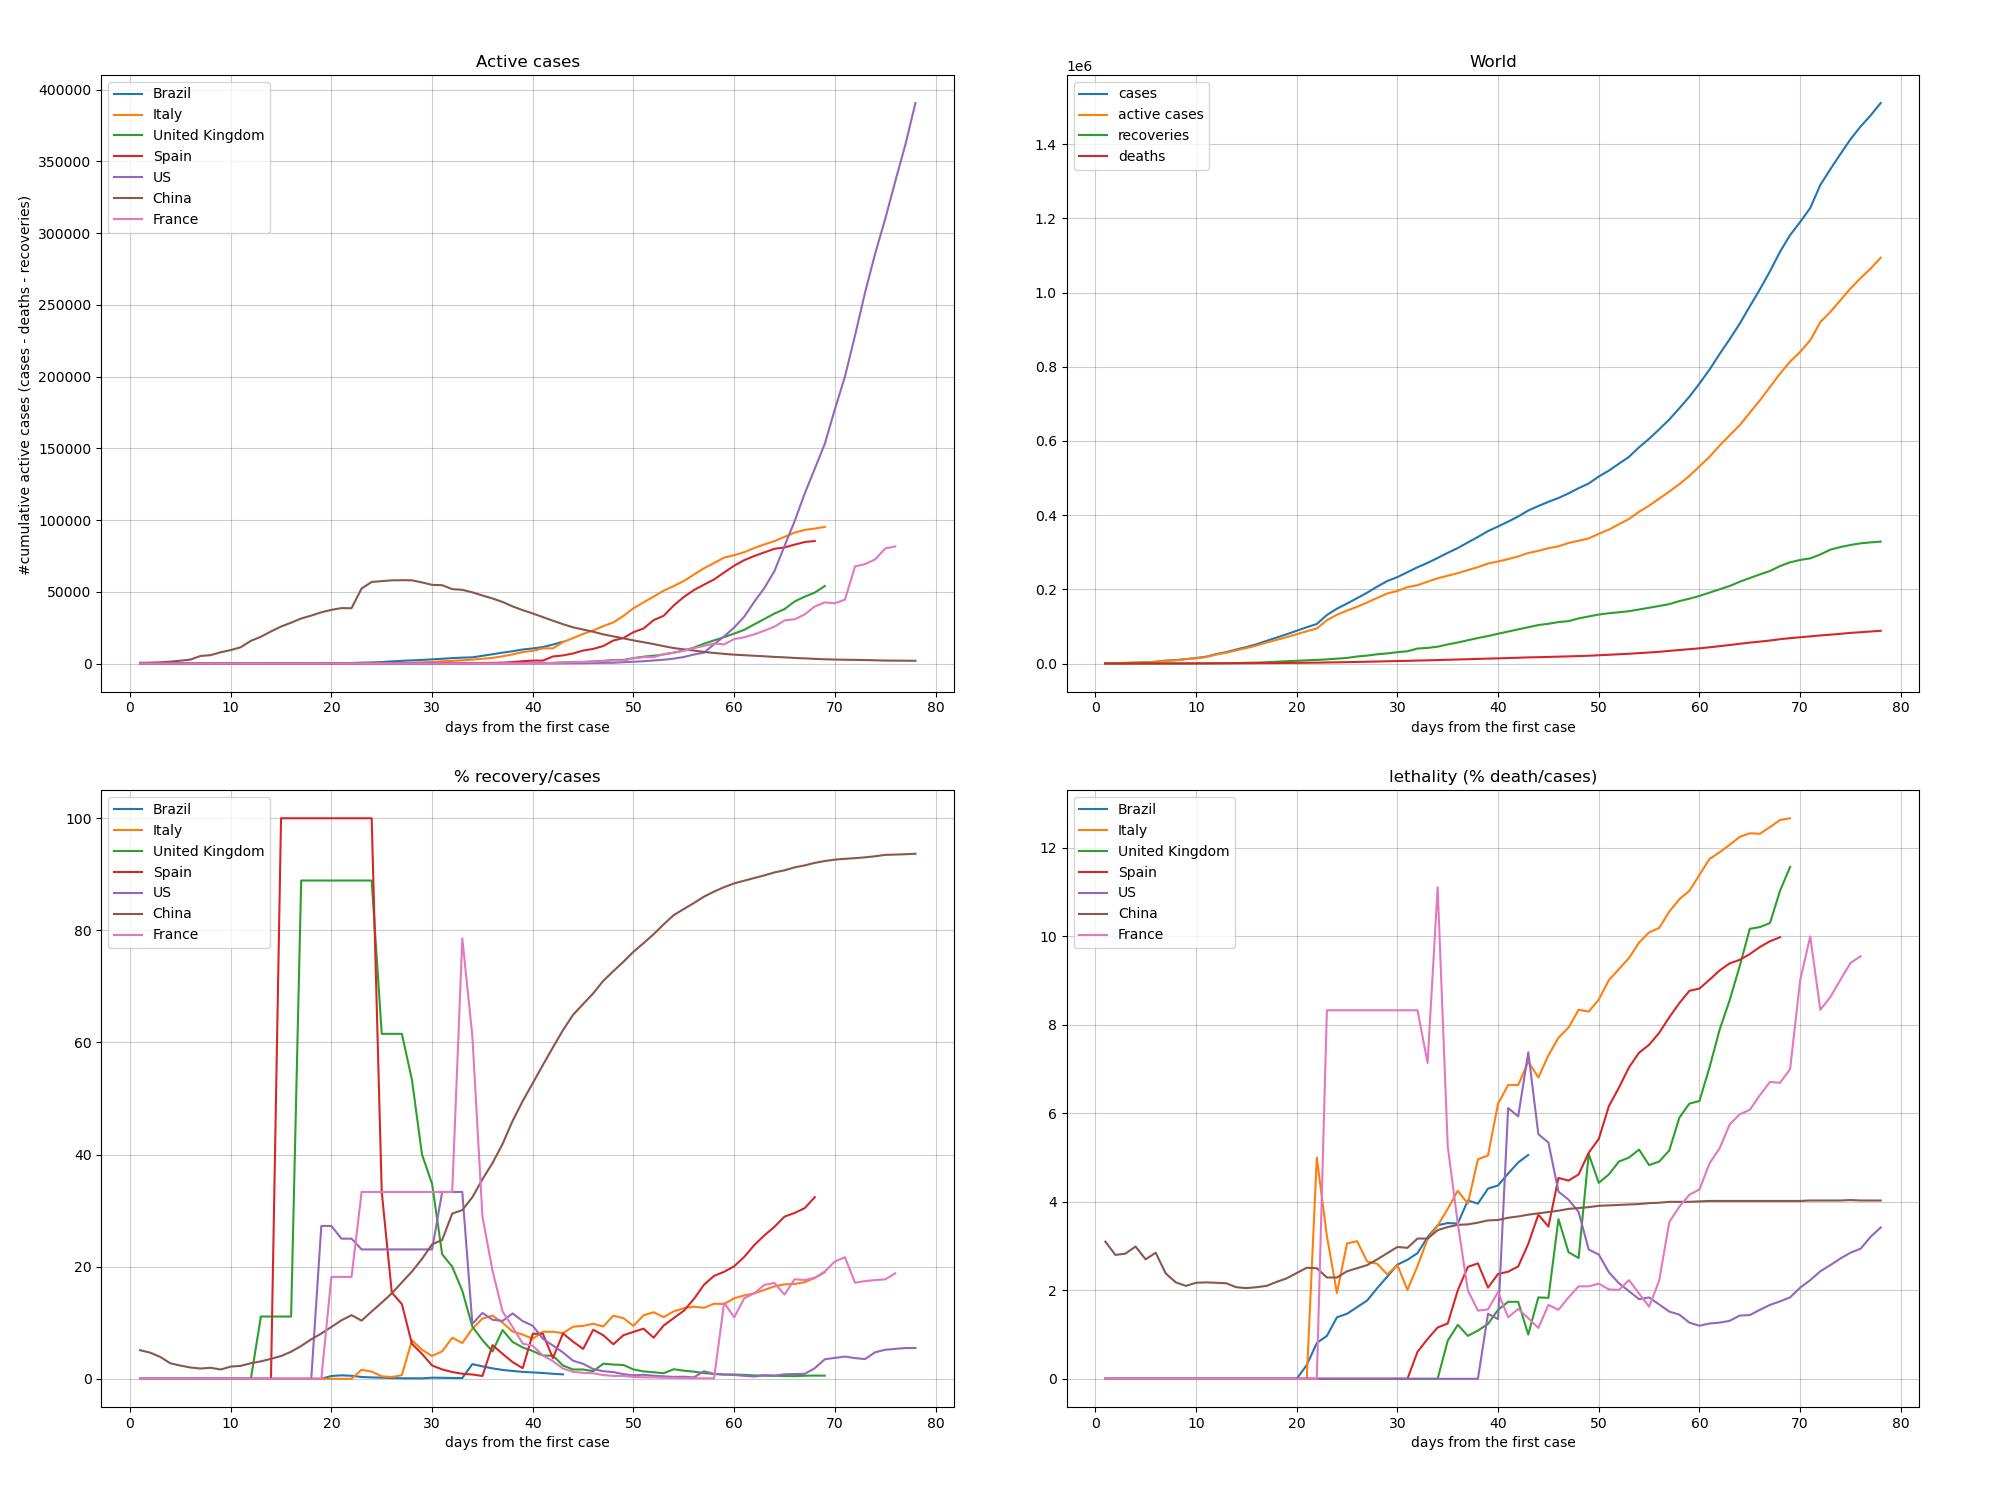 Active cases
#cumulative active cases (cases - deaths - recoveries)
400000
350000
300000
250000
200000
150000
100000
50000
0
Brazil
Italy
United Kingdom
Spain
US
China
France
0 10 20 30 40 50 60 70 80
days from the first case
World
1e6
1.4
1.2
1.0
0.8
0.6
0.4
0.2
0.0
cases
active cases
recoveries
deaths
0 10 20 30 40 50 60 70 80
days from the first case
% recovery/cases
100
80
60
40
20
0
Brazil
Italy
United Kingdom
Spain
US
China
France
0 10 20 30 40 50 60 70 80
days from the first case
lethality (% death/cases)
12
10
8
6
4
2
0
Brazil
Italy
United Kingdom
Spain
US
China
France
0 10 20 30 40 50 60 70 80
days from the first case